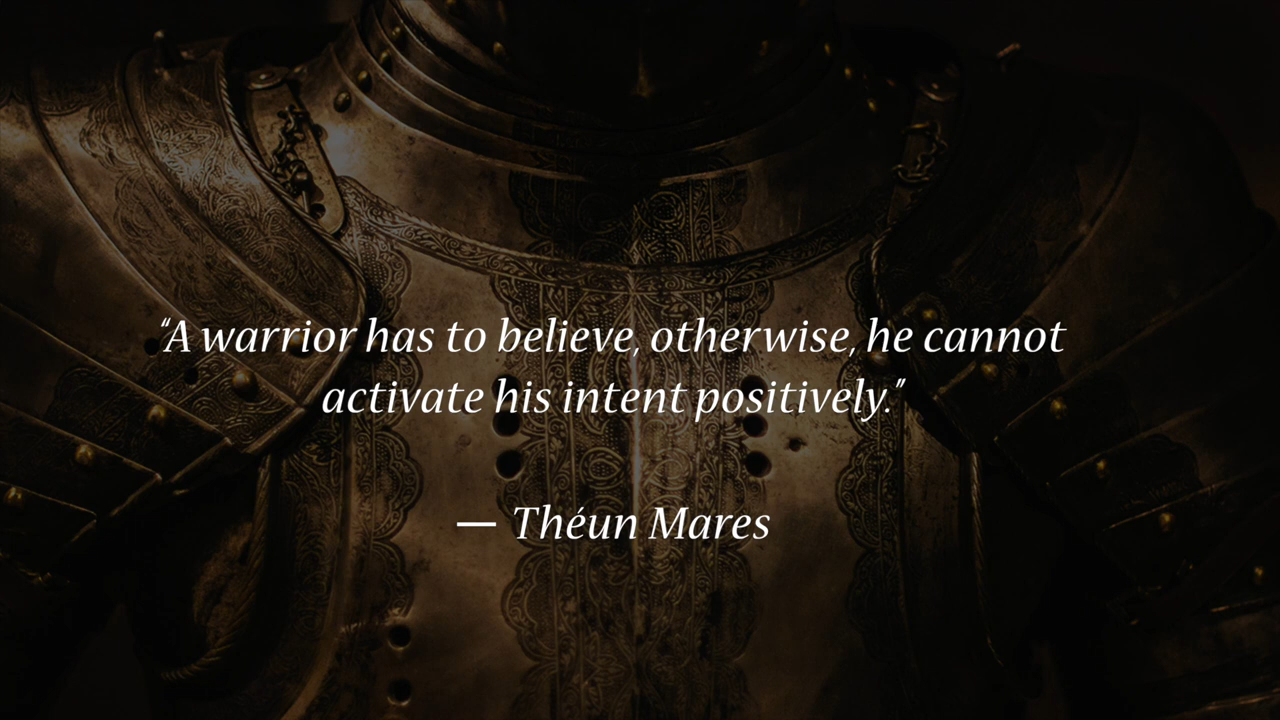 “A warrior has to believe, otherwise, he cannot
activate his intent positively.”
— Théun Mares